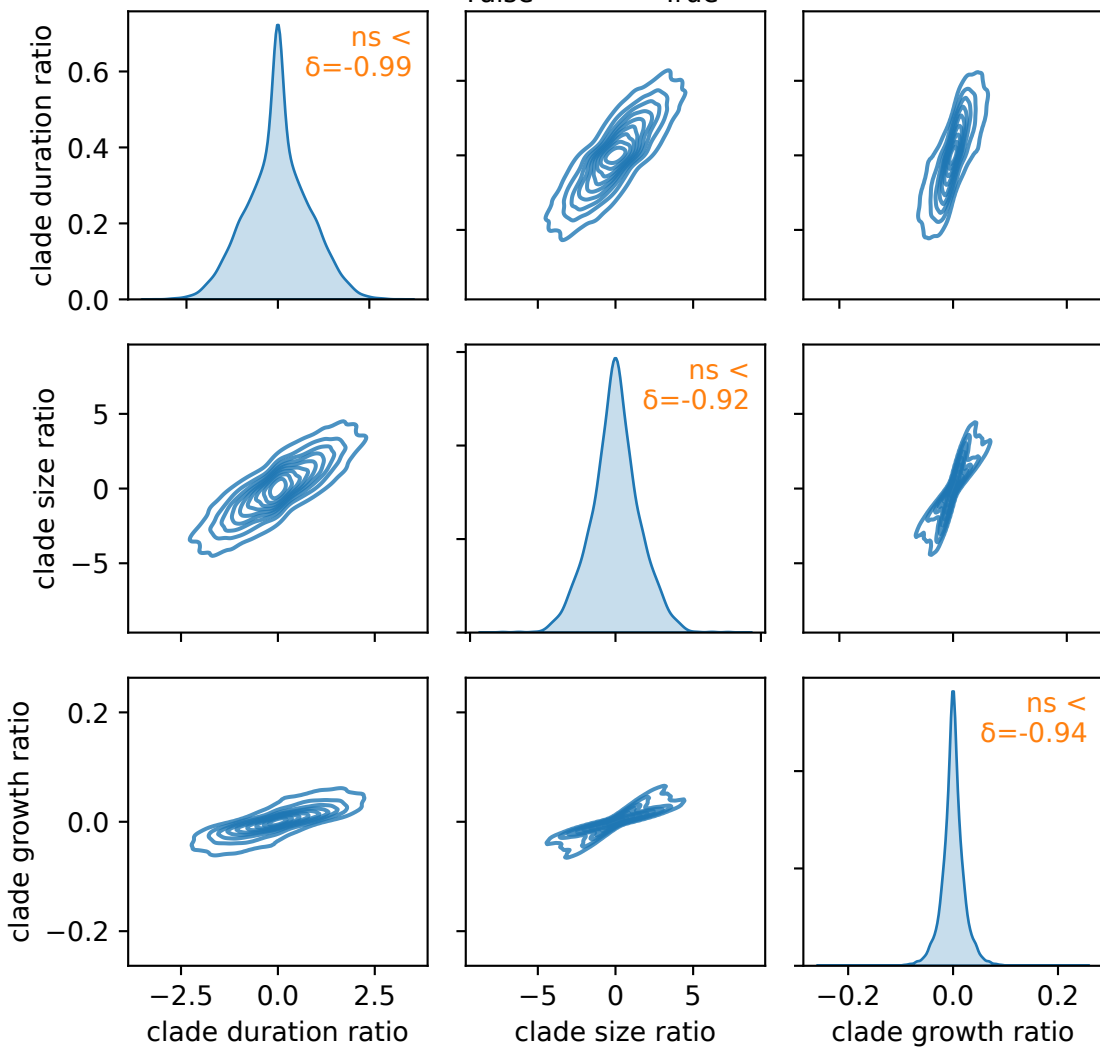 clade duration ratio
0.6
0.4
0.2
0.0
ns <
δ=-0.99
clade size ratio
5
0
−5
ns <
δ=-0.92
clade growth ratio
0.2
0.0
−0.2
ns <
δ=-0.94
−2.5 0.0 2.5
−5 0 5
−0.2 0.0 0.2
clade duration ratio
clade size ratio
clade growth ratio